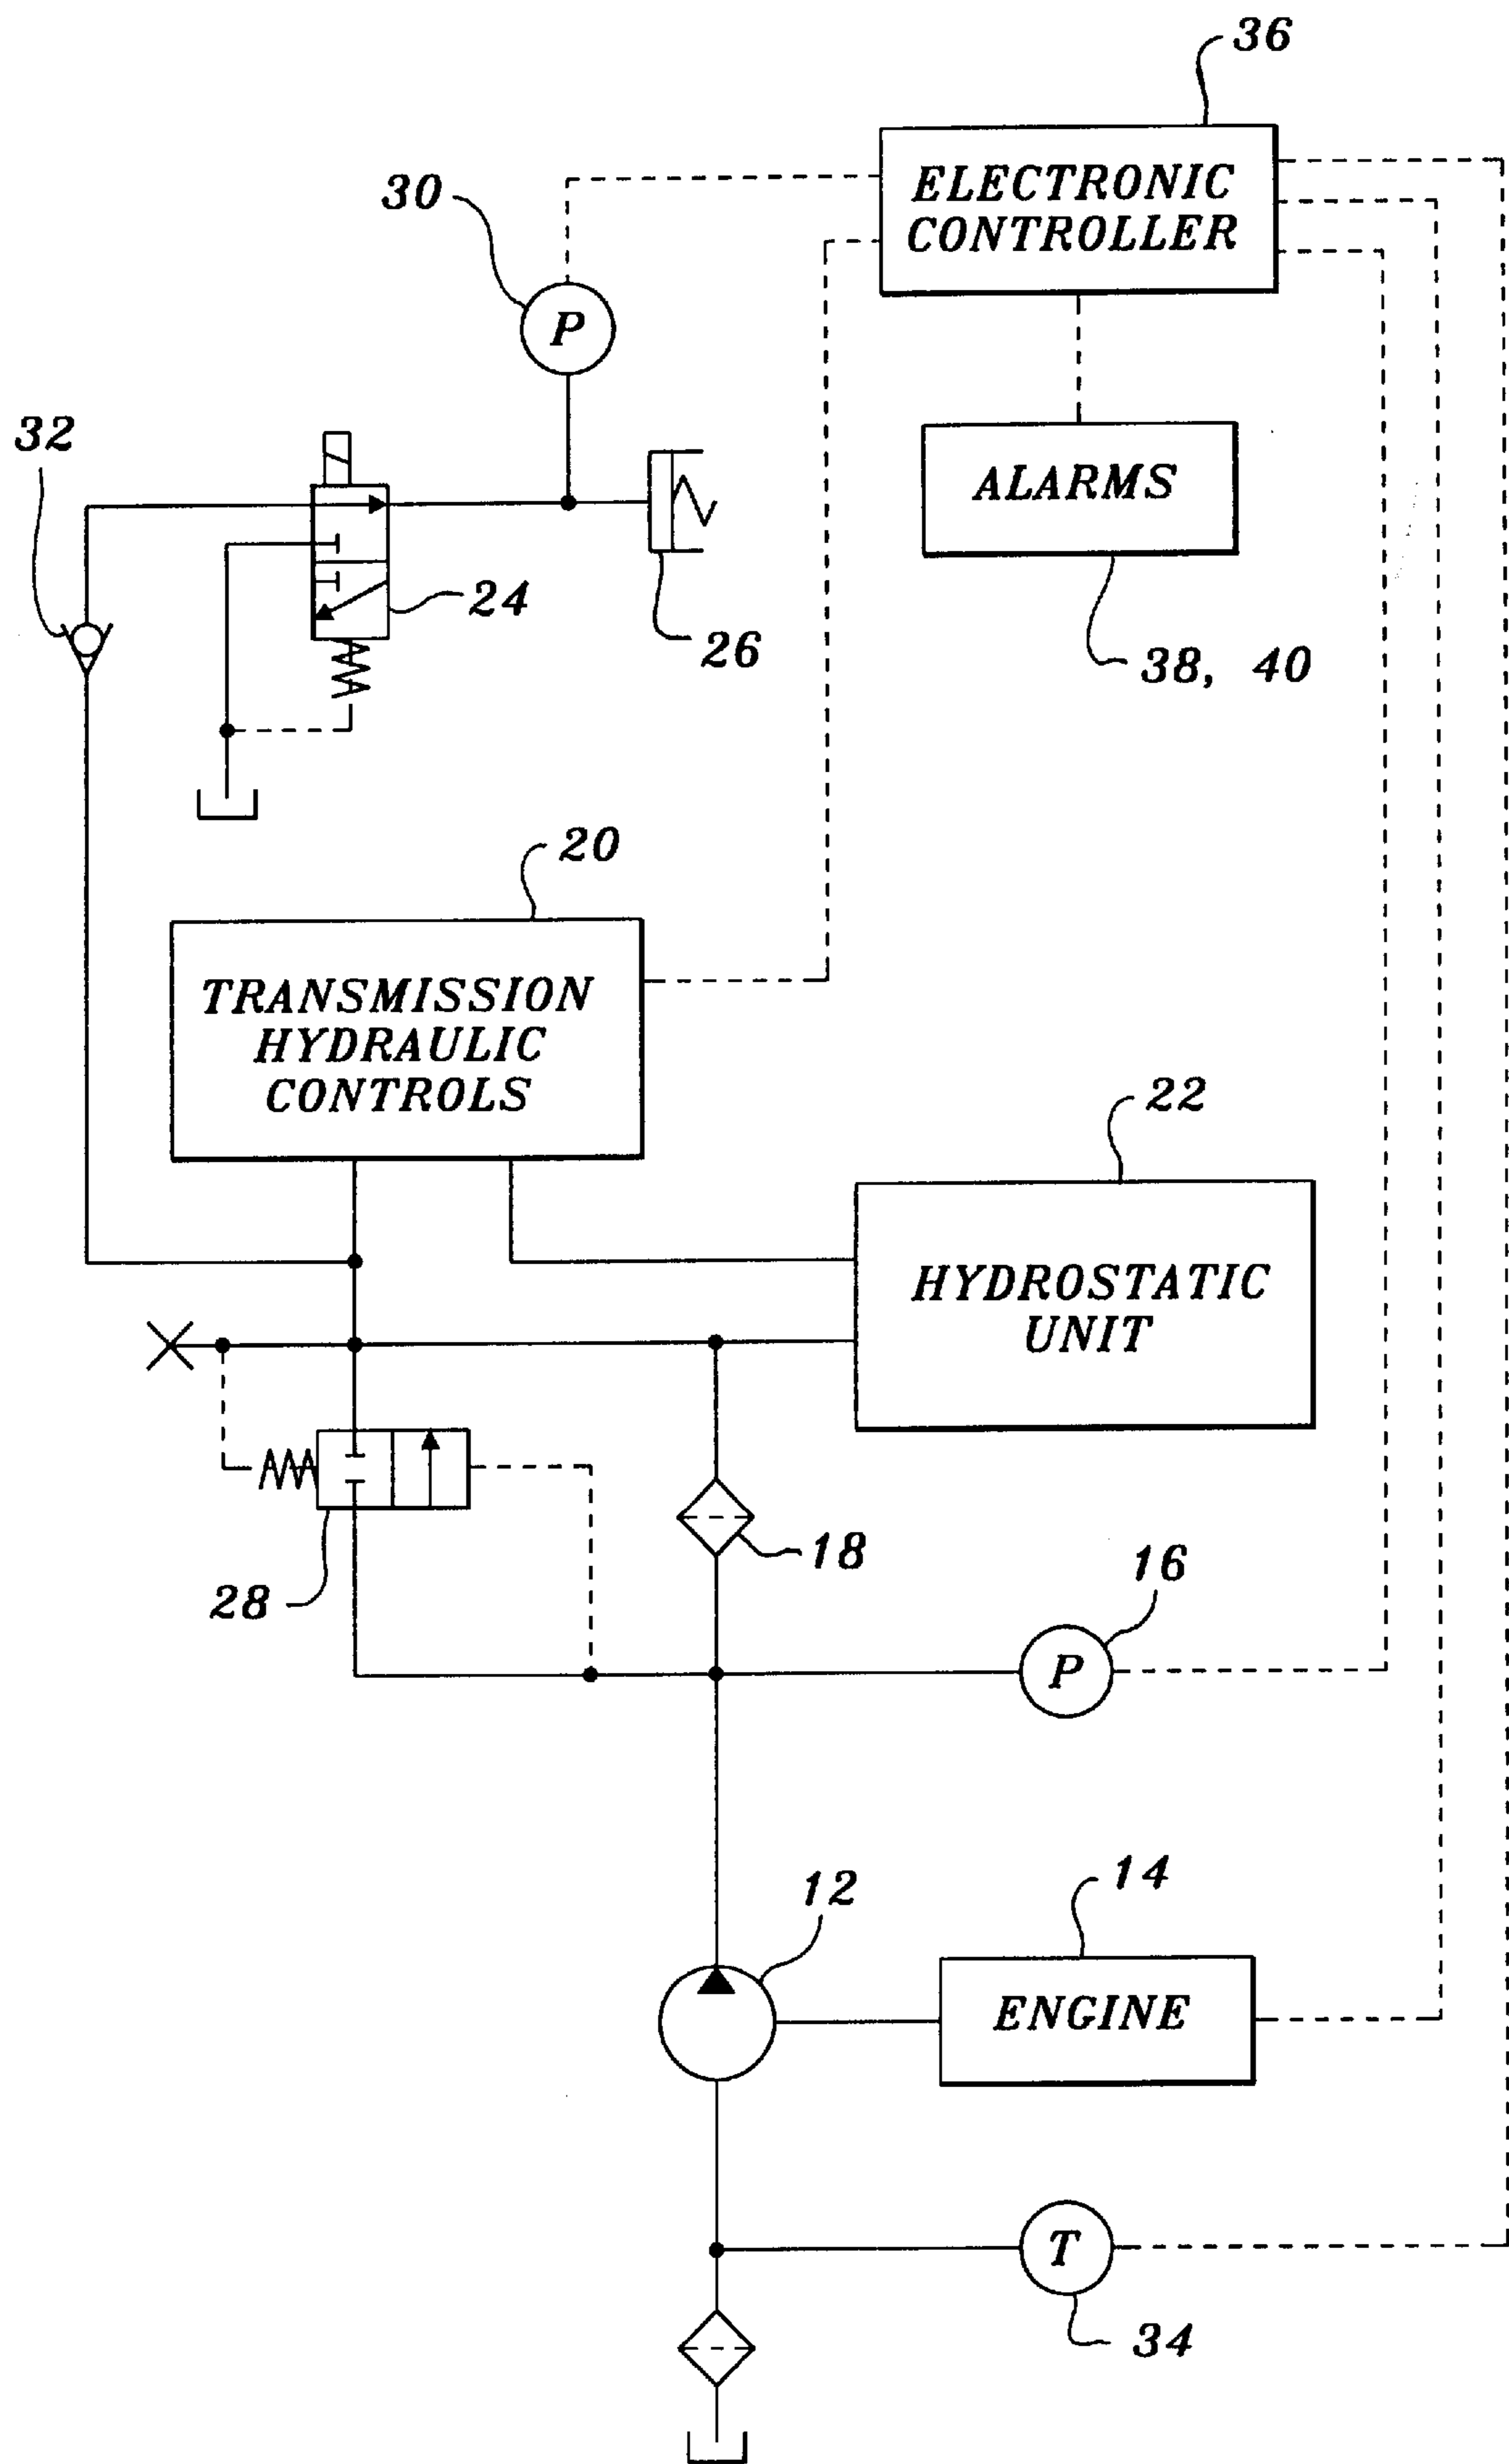 36
ELECTRONIC
CONTROLLER
30
P
32
ALARMS
24
26
38, 40
20
TRANSMISSION
HYDRAULIC
CONTROLS
22
HYDROSTATIC
UNIT
18
16
28
P
12
14
ENGINE
T
34